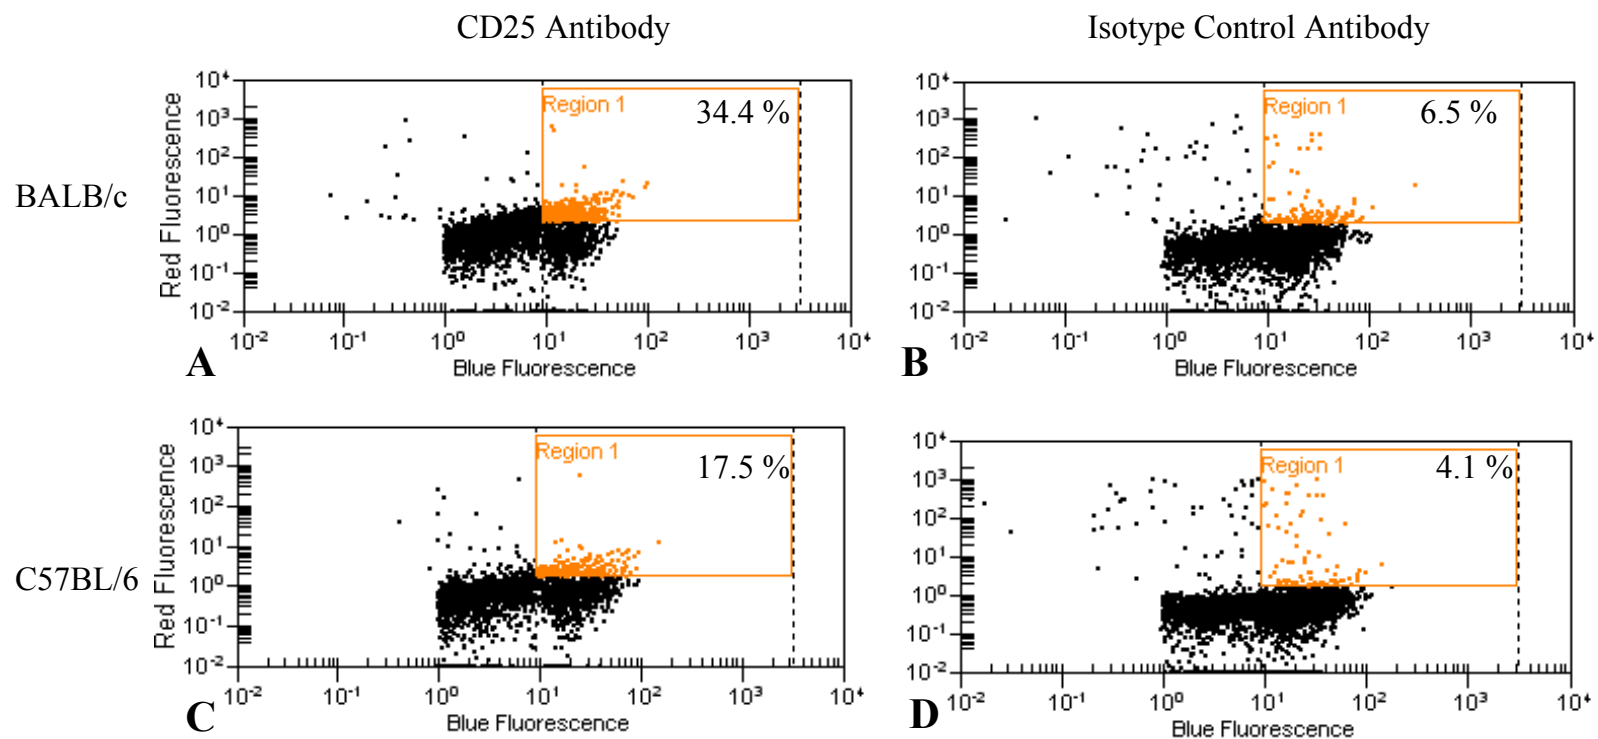 CD25 Antibody
Isotype Control Antibody
BALB/c
Red Fluorescence
10⁴
10³
10²
10¹
10⁰
10⁻¹
10⁻²
Region 1
34.4 %
10⁻² 10⁻¹ 10⁰ 10¹ 10² 10³ 10⁴
Blue Fluorescence
A
10⁴
10³
10²
10¹
10⁰
10⁻¹
10⁻²
Region 1
6.5 %
10⁻² 10⁻¹ 10⁰ 10¹ 10² 10³ 10⁴
Blue Fluorescence
B
C57BL/6
Red Fluorescence
10⁴
10³
10²
10¹
10⁰
10⁻¹
10⁻²
Region 1
17.5 %
10⁻² 10⁻¹ 10⁰ 10¹ 10² 10³ 10⁴
Blue Fluorescence
C
10⁴
10³
10²
10¹
10⁰
10⁻¹
10⁻²
Region 1
4.1 %
10⁻² 10⁻¹ 10⁰ 10¹ 10² 10³ 10⁴
Blue Fluorescence
D